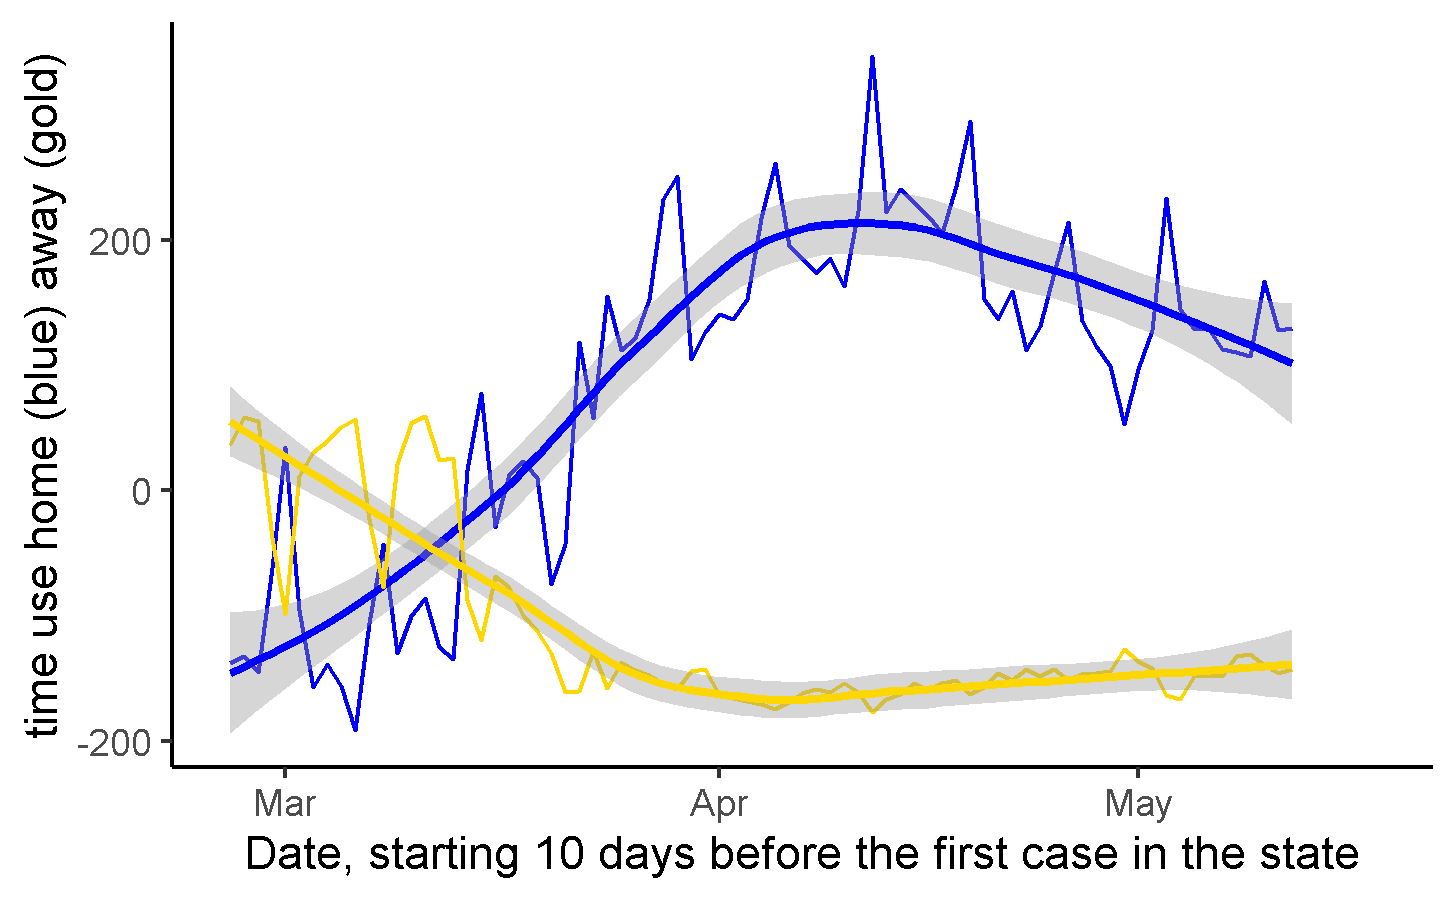 time use home (blue) away (gold)
200
0
-200
Mar Apr May
Date, starting 10 days before the first case in the state